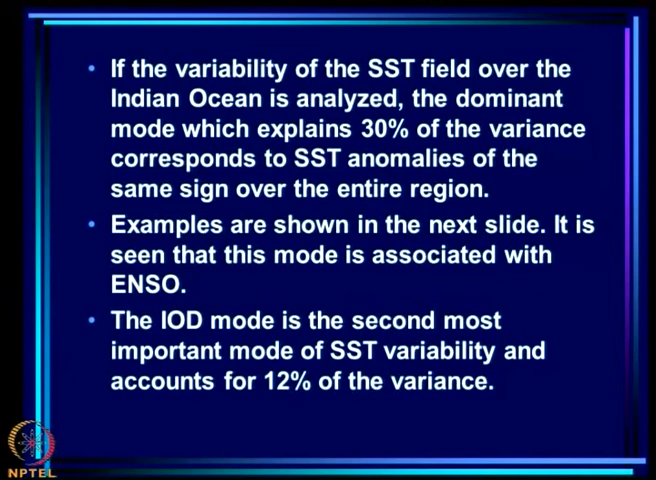 • If the variability of the SST field over the
Indian Ocean is analyzed, the dominant
mode which explains 30% of the variance
corresponds to SST anomalies of the
same sign over the entire region.
• Examples are shown in the next slide. It is
seen that this mode is associated with
ENSO.
• The IOD mode is the second most
important mode of SST variability and
accounts for 12% of the variance.
NPTEL